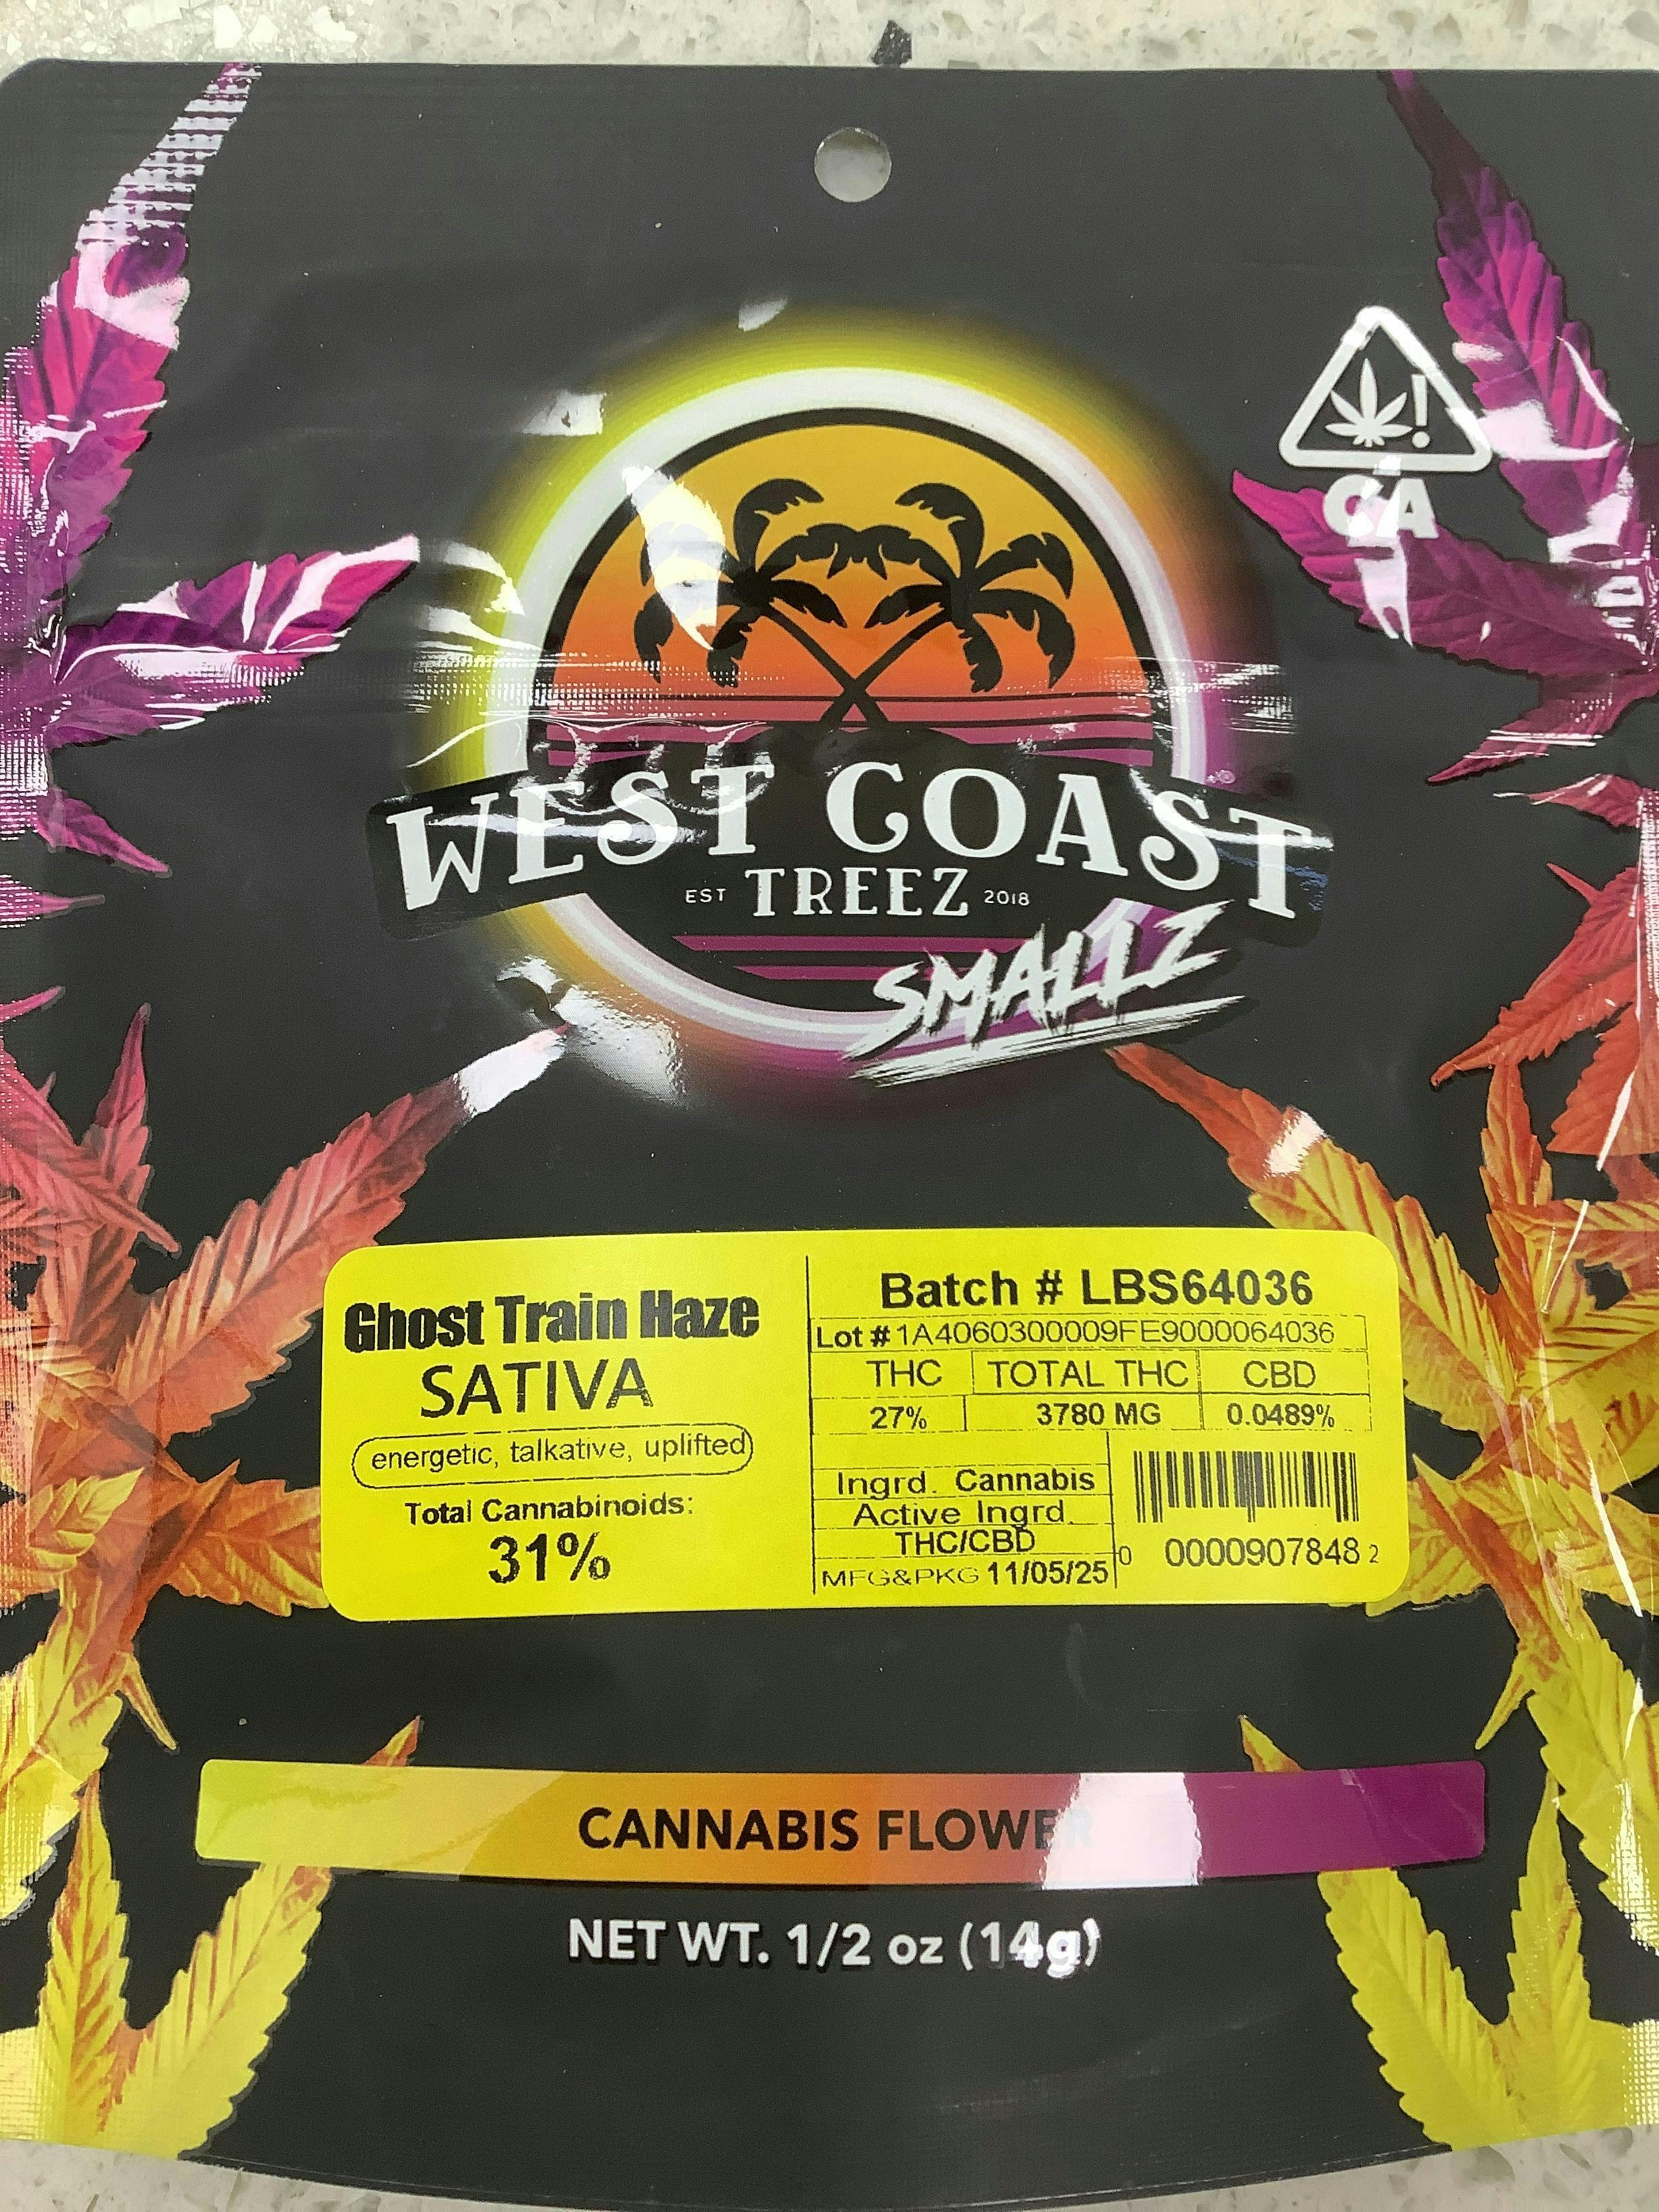 CA
WEST COAST
EST TREEZ 2018
SMALLZ
Ghost Train Haze
SATIVA
energetic, talkative, uplifted
Total Cannabinoids:
31%
Batch # LBS64036
Lot # 1A4060300009FE9000064036
THC TOTAL THC CBD
27% 3780 MG 0.0489%
Ingrd. Cannabis
Active Ingrd.
THC/CBD
MFG&PKG 11/05/25
0 0000907848 2
CANNABIS FLOWER
NET WT. 1/2 oz (14g)